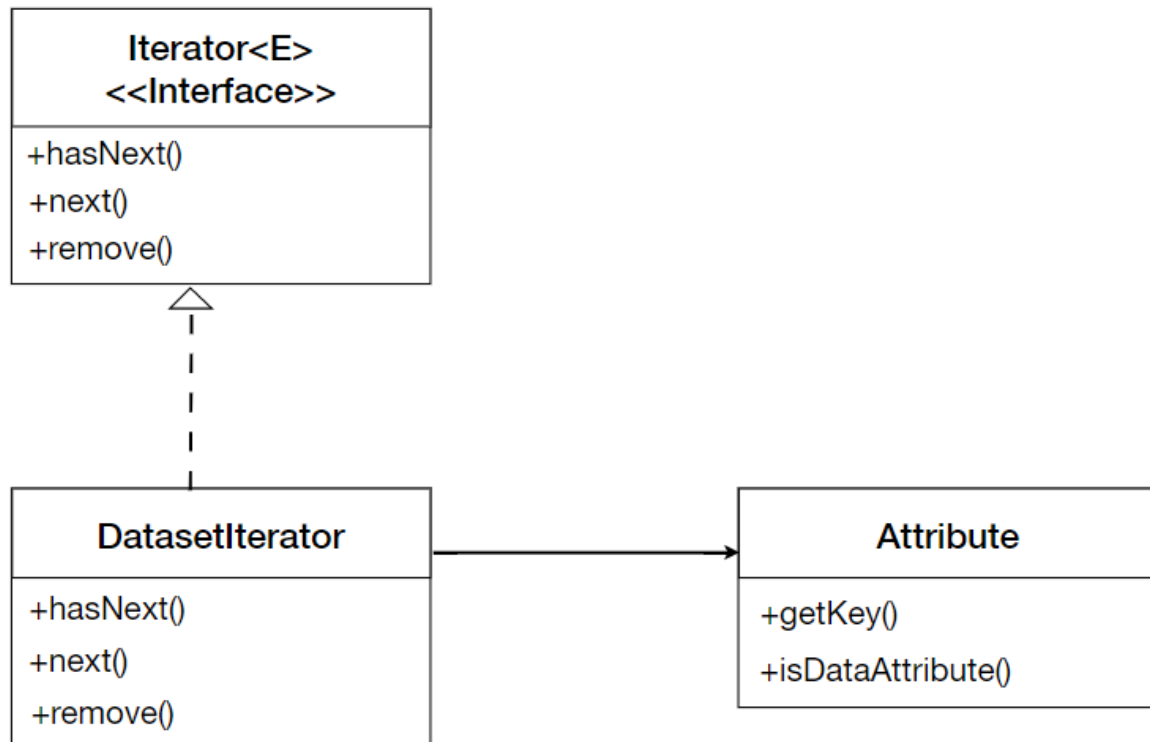 Iterator<E>
<<Interface>>
+hasNext()
+next()
+remove()
DatasetIterator
+hasNext()
+next()
+remove()
Attribute
+getKey()
+isDataAttribute()